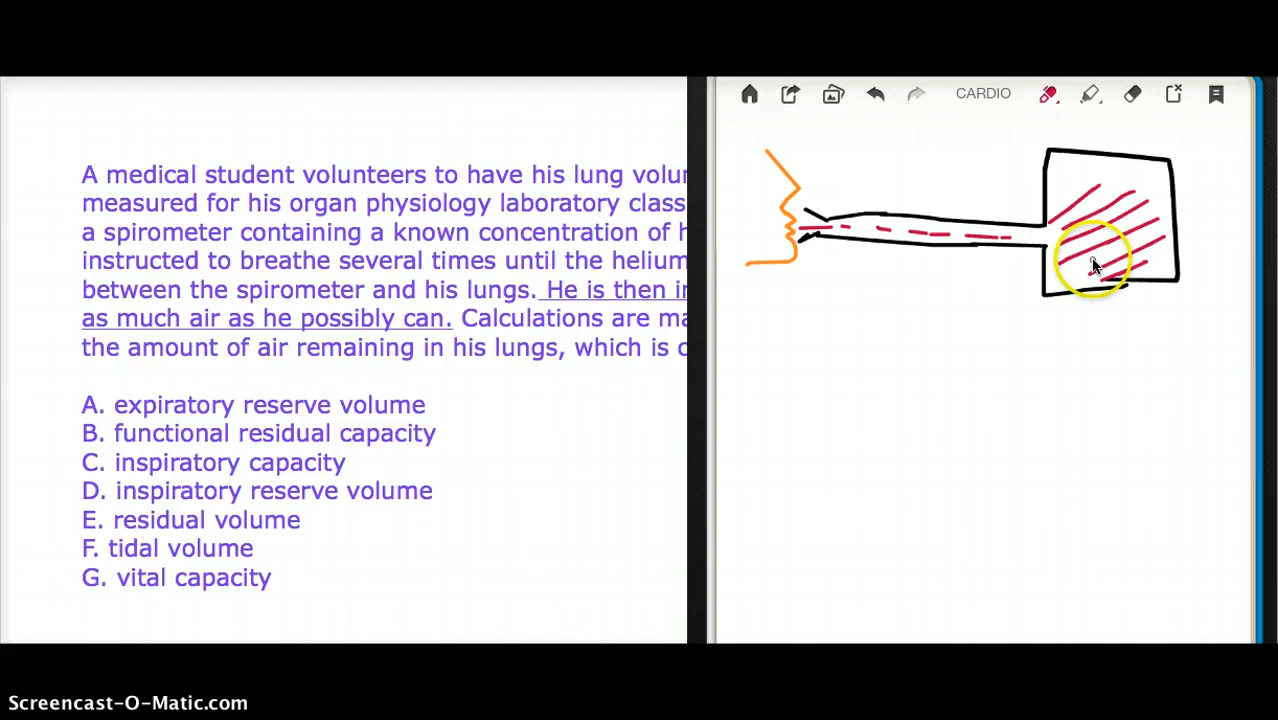 A medical student volunteers to have his lung
measured for his organ physiology laboratory class
a spirometer containing a known concentration of
instructed to breathe several times until the helium
between the spirometer and his lungs. He is then
as much air as he possibly can. Calculations are
the amount of air remaining in his lungs, which is
A. expiratory reserve volume
B. functional residual capacity
C. inspiratory capacity
D. inspiratory reserve volume
E. residual volume
F. tidal volume
G. vital capacity
CARDIO
Screencast-O-Matic.com